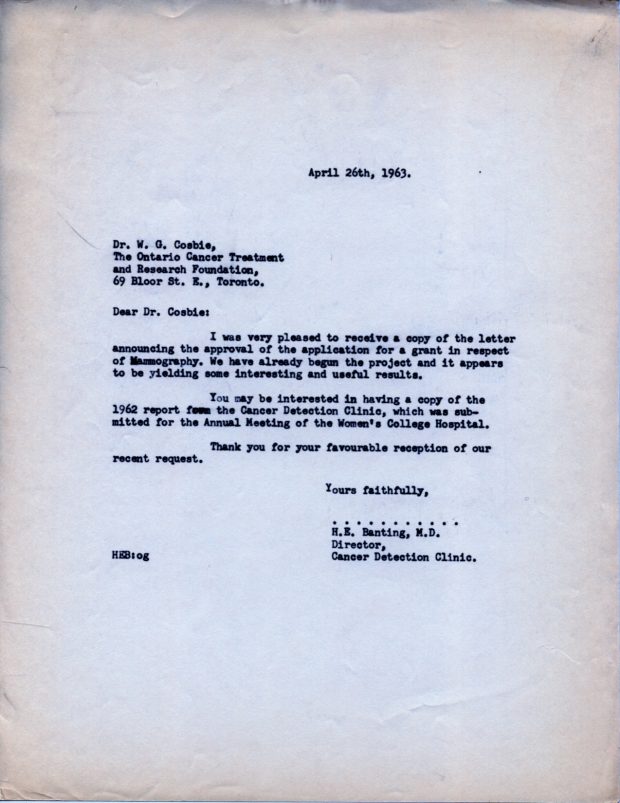 April 26th, 1963.
Dr. W. G. Cosbie,
The Ontario Cancer Treatment
and Research Foundation,
69 Bloor St. E., Toronto.
Dear Dr. Cosbie:
I was very pleased to receive a copy of the letter
announcing the approval of the application for a grant in respect
of Mammography. We have already begun the project and it appears
to be yielding some interesting and useful results.
You may be interested in having a copy of the
1962 report from the Cancer Detection Clinic, which was sub-
mitted for the Annual Meeting of the Women's College Hospital.
Thank you for your favourable reception of our
recent request.
Yours faithfully,
. . . . . . . . . . .
H.E. Banting, M.D.
Director,
HEB:og Cancer Detection Clinic.